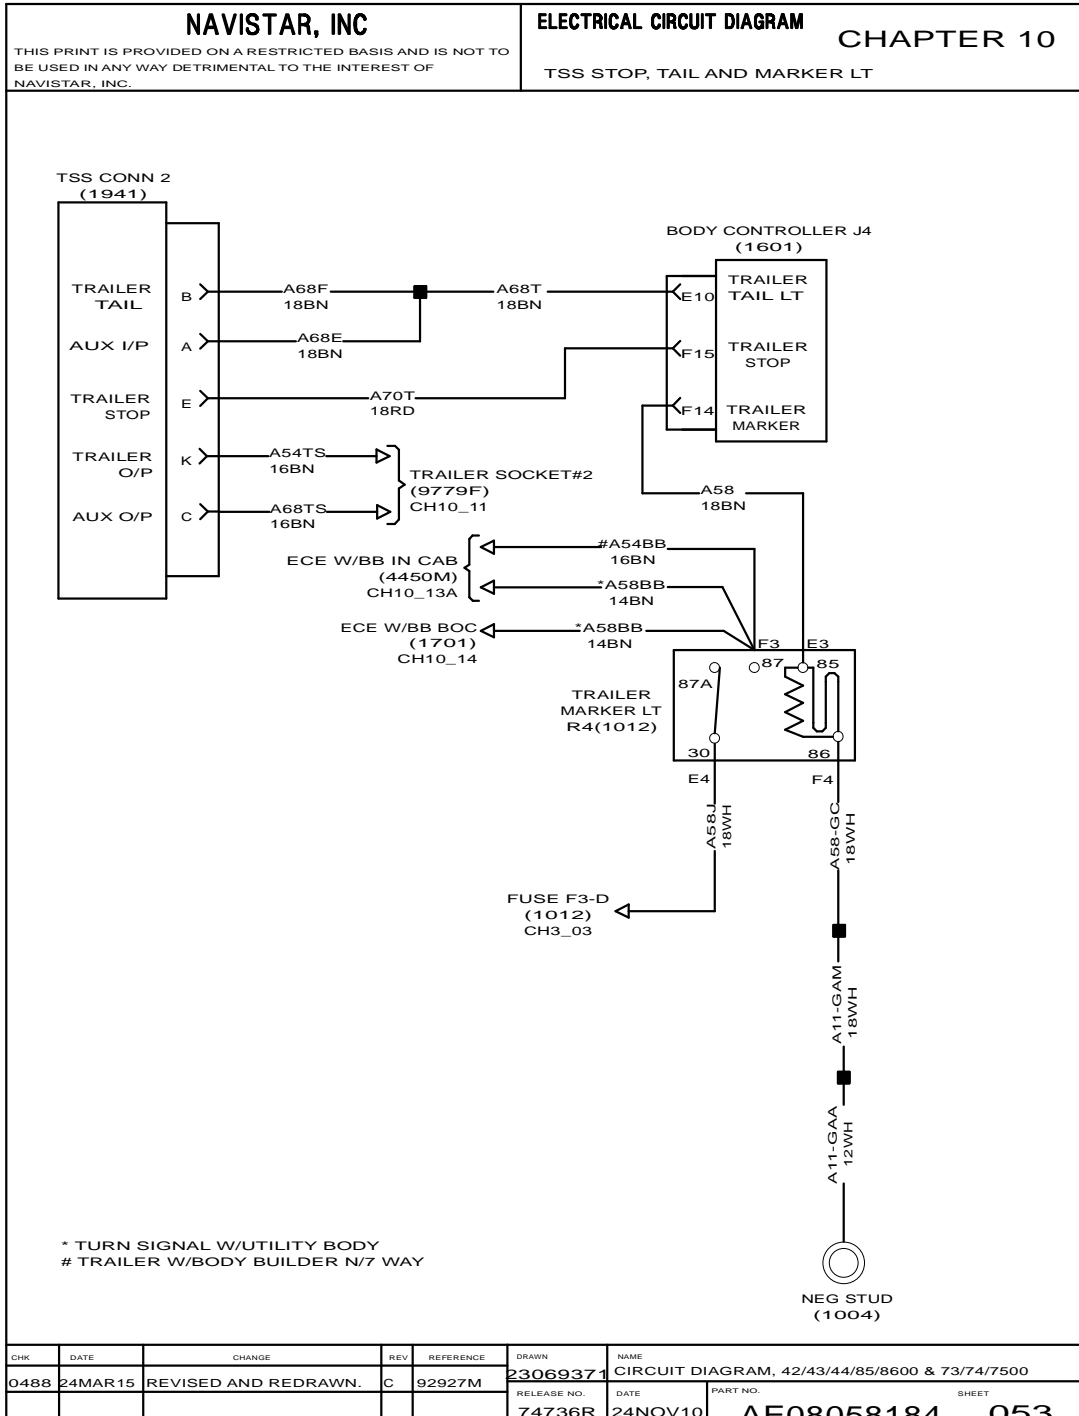 NAVISTAR, INC
THIS PRINT IS PROVIDED ON A RESTRICTED BASIS AND IS NOT TO
BE USED IN ANY WAY DETRIMENTAL TO THE INTEREST OF
NAVISTAR, INC.
ELECTRICAL CIRCUIT DIAGRAM
CHAPTER 10
TSS STOP, TAIL AND MARKER LT
TSS CONN 2
(1941)
TRAILER
TAIL
B
AUX I/P
A
TRAILER
STOP
E
TRAILER
O/P
K
AUX O/P
C
A68F
18BN
A68T
18BN
A68E
18BN
A70T
18RD
A54TS
16BN
A68TS
16BN
TRAILER SOCKET#2
(9779F)
CH10_11
BODY CONTROLLER J4
(1601)
E10
TRAILER
TAIL LT
F15
TRAILER
STOP
F14
TRAILER
MARKER
A58
18BN
ECE W/BB IN CAB
(4450M)
CH10_13A
#A54BB
16BN
*A58BB
14BN
ECE W/BB BOC
(1701)
CH10_14
*A58BB
14BN
F3
E3
87A
87
85
TRAILER
MARKER LT
R4(1012)
30
86
E4
F4
A58J
18WH
A58-GC
18WH
FUSE F3-D
(1012)
CH3_03
A11-GAM
18WH
A11-GAA
12WH
NEG STUD
(1004)
* TURN SIGNAL W/UTILITY BODY
# TRAILER W/BODY BUILDER N/7 WAY
CHK DATE CHANGE REV REFERENCE
0488 24MAR15 REVISED AND REDRAWN. C 92927M
DRAWN
23069371
NAME
CIRCUIT DIAGRAM, 42/43/44/85/8600 & 73/74/7500
RELEASE NO. DATE PART NO. SHEET
74736R 24NOV10 AE08058184 053